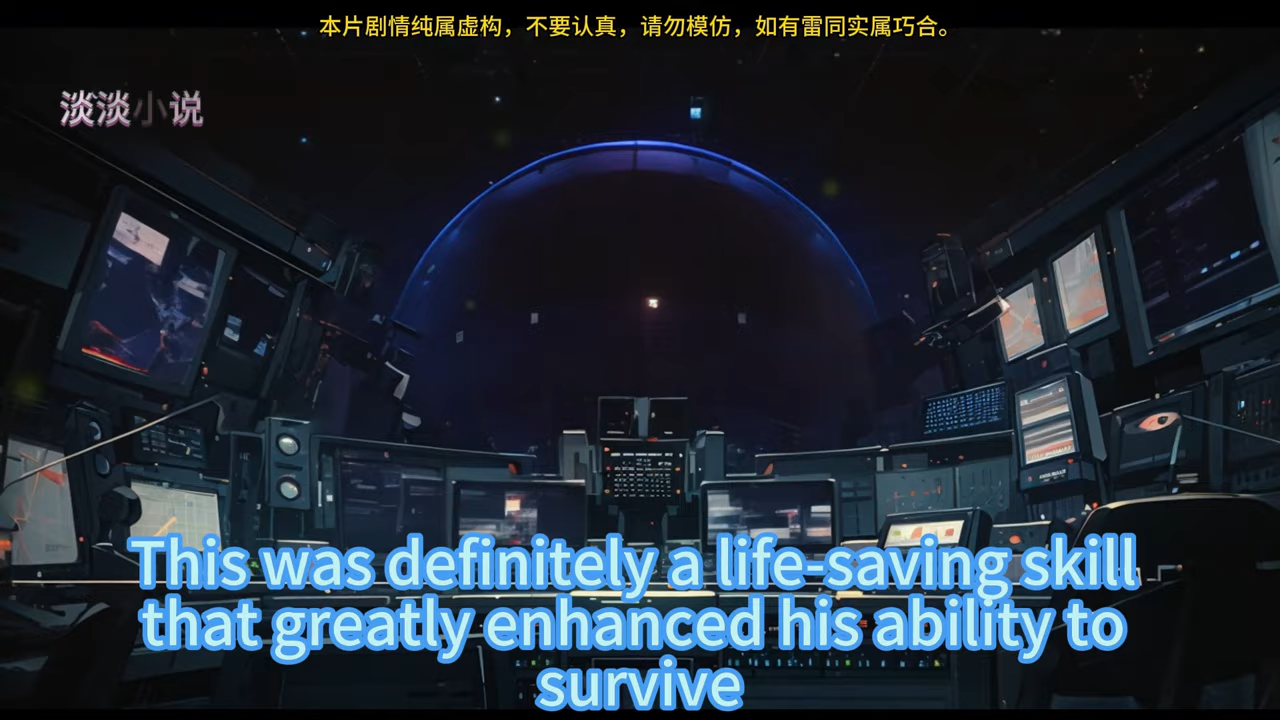 本片剧情纯属虚构，不要认真，请勿模仿，如有雷同实属巧合。
淡淡小说
This was definitely a life-saving skill
that greatly enhanced his ability to
survive